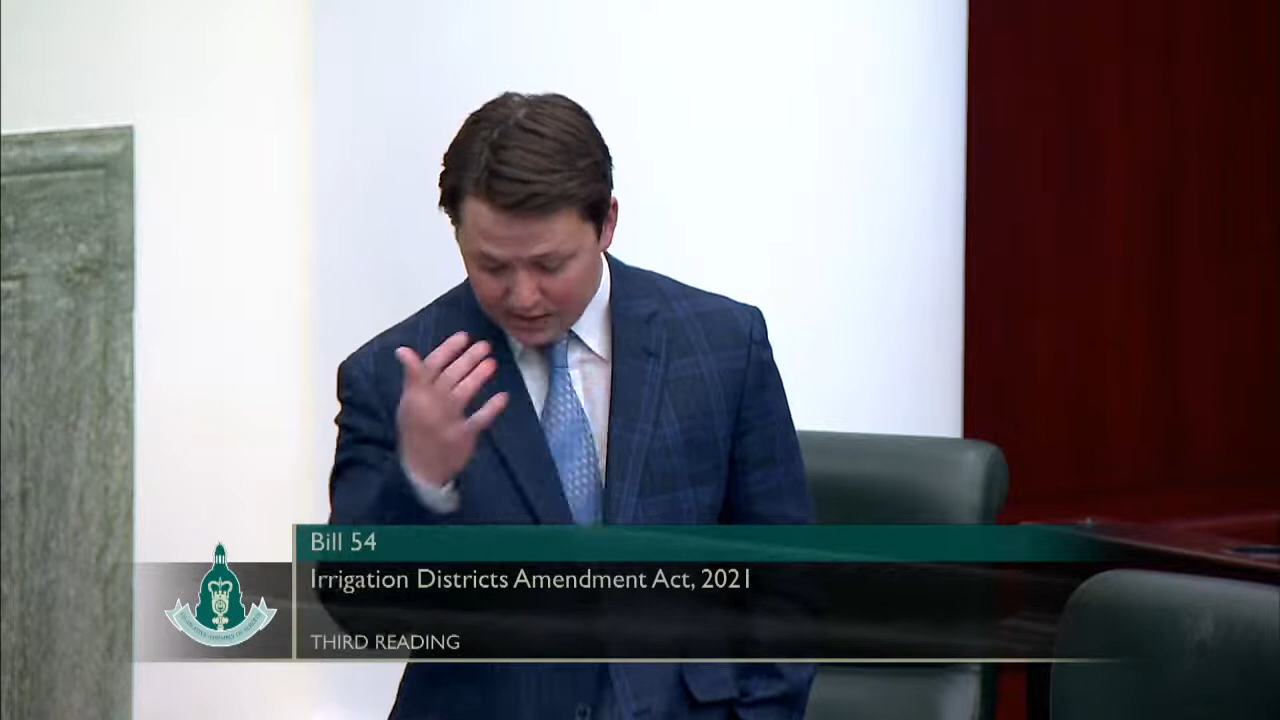 Bill 54
Irrigation Districts Amendment Act, 2021
THIRD READING